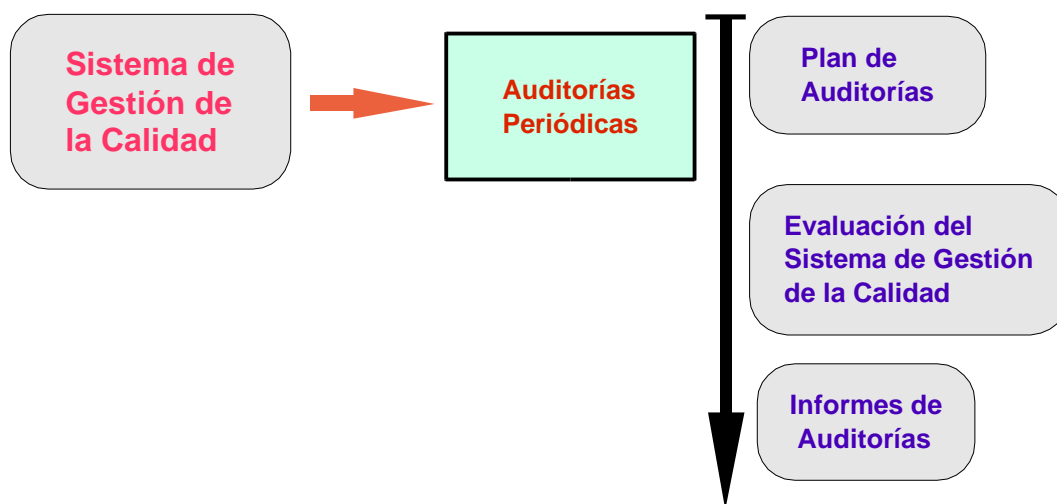 Sistema de
Gestión de
la Calidad
Auditorías
Periódicas
Plan de
Auditorías
Evaluación del
Sistema de Gestión
de la Calidad
Informes de
Auditorías